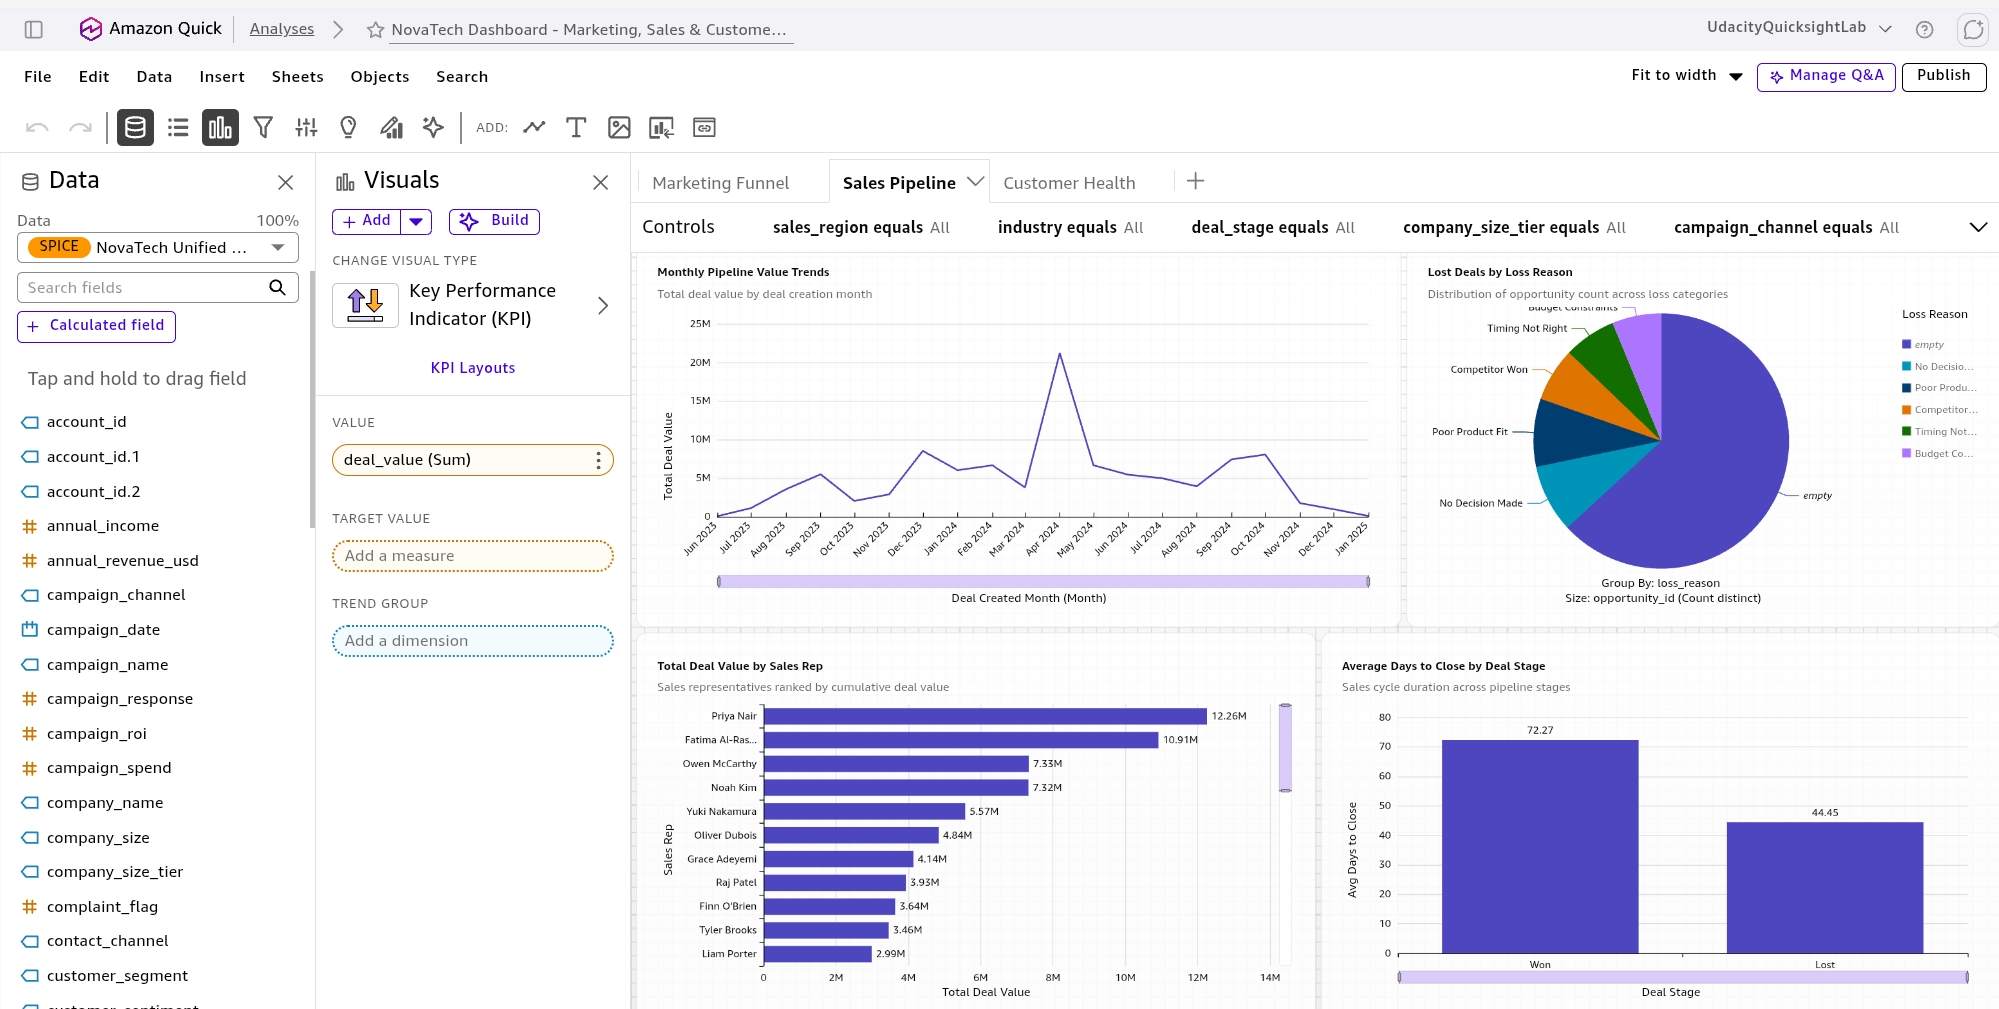 Amazon Quick
Analyses
NovaTech Dashboard - Marketing, Sales & Custome...
UdacityQuicksightLab
File Edit Data Insert Sheets Objects Search
Fit to width
Manage Q&A
Publish
ADD:
Data
Data 100%
SPICE NovaTech Unified ...
Search fields
+ Calculated field
Tap and hold to drag field
account_id
account_id.1
account_id.2
annual_income
annual_revenue_usd
campaign_channel
campaign_date
campaign_name
campaign_response
campaign_roi
campaign_spend
company_name
company_size
company_size_tier
complaint_flag
contact_channel
customer_segment
Visuals
+ Add
Build
CHANGE VISUAL TYPE
Key Performance
Indicator (KPI)
KPI Layouts
VALUE
deal_value (Sum)
TARGET VALUE
Add a measure
TREND GROUP
Add a dimension
Marketing Funnel
Sales Pipeline
Customer Health
Controls
sales_region equals All
industry equals All
deal_stage equals All
company_size_tier equals All
campaign_channel equals All
Monthly Pipeline Value Trends
Total deal value by deal creation month
Total Deal Value
25M
20M
15M
10M
5M
0
Jun 2023
Jul 2023
Aug 2023
Sep 2023
Oct 2023
Nov 2023
Dec 2023
Jan 2024
Feb 2024
Mar 2024
Apr 2024
May 2024
Jun 2024
Jul 2024
Aug 2024
Sep 2024
Oct 2024
Nov 2024
Dec 2024
Jan 2025
Deal Created Month (Month)
Lost Deals by Loss Reason
Distribution of opportunity count across loss categories
Budget Constraints
Timing Not Right
Competitor Won
Poor Product Fit
No Decision Made
empty
Group By: loss_reason
Size: opportunity_id (Count distinct)
Loss Reason
empty
No Decisio...
Poor Produ...
Competitor...
Timing Not...
Budget Co...
Total Deal Value by Sales Rep
Sales representatives ranked by cumulative deal value
Sales Rep
Priya Nair 12.26M
Fatima Al-Ras... 10.91M
Owen McCarthy 7.33M
Noah Kim 7.32M
Yuki Nakamura 5.57M
Oliver Dubois 4.84M
Grace Adeyemi 4.14M
Raj Patel 3.93M
Finn O'Brien 3.64M
Tyler Brooks 3.46M
Liam Porter 2.99M
0 2M 4M 6M 8M 10M 12M 14M
Total Deal Value
Average Days to Close by Deal Stage
Sales cycle duration across pipeline stages
Avg Days to Close
80
70
60
50
40
30
20
10
0
72.27
44.45
Won Lost
Deal Stage